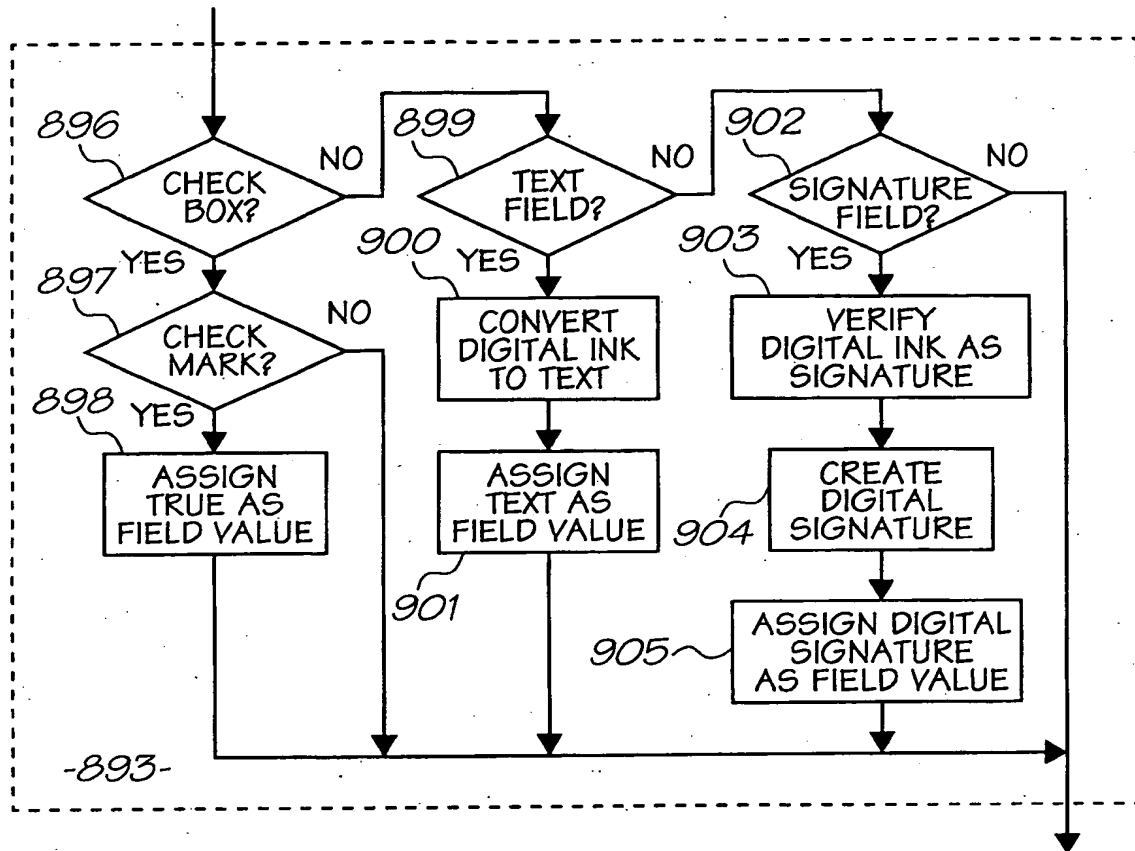 896
CHECK
BOX?
NO
YES
897
CHECK
MARK?
NO
YES
898
ASSIGN
TRUE AS
FIELD VALUE
899
TEXT
FIELD?
NO
YES
900
CONVERT
DIGITAL INK
TO TEXT
ASSIGN
TEXT AS
FIELD VALUE
901
902
SIGNATURE
FIELD?
NO
YES
903
VERIFY
DIGITAL INK AS
SIGNATURE
CREATE
DIGITAL
SIGNATURE
904
ASSIGN DIGITAL
SIGNATURE
AS FIELD VALUE
905
-893-